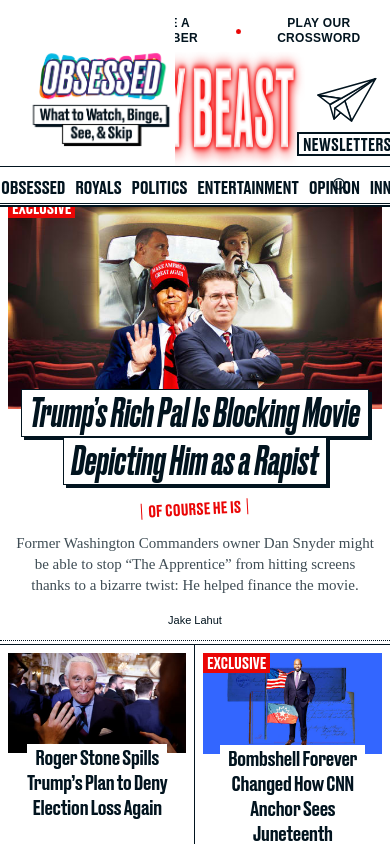 E A
BER
PLAY OUR
CROSSWORD
OBSESSED
What to Watch, Binge,
See, & Skip
Y BEAST
NEWSLETTERS
OBSESSED ROYALS POLITICS ENTERTAINMENT OPINION INN
EXCLUSIVE
MAKE AMERICA
GREAT AGAIN
Trump's Rich Pal Is Blocking Movie
Depicting Him as a Rapist
OF COURSE HE IS
Former Washington Commanders owner Dan Snyder might
be able to stop “The Apprentice” from hitting screens
thanks to a bizarre twist: He helped finance the movie.
Jake Lahut
Roger Stone Spills
Trump's Plan to Deny
Election Loss Again
EXCLUSIVE
Bombshell Forever
Changed How CNN
Anchor Sees
Juneteenth